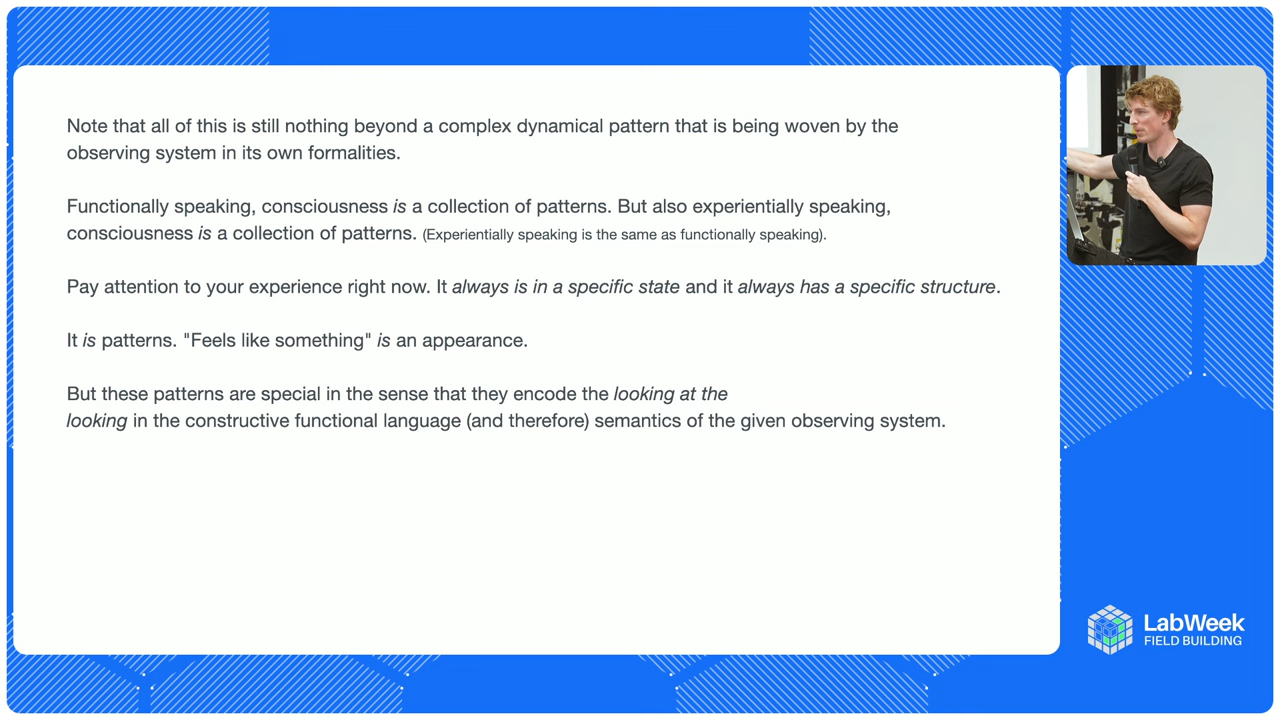 Note that all of this is still nothing beyond a complex dynamical pattern that is being woven by the
observing system in its own formalities.
Functionally speaking, consciousness is a collection of patterns. But also experientially speaking,
consciousness is a collection of patterns. (Experientially speaking is the same as functionally speaking).
Pay attention to your experience right now. It always is in a specific state and it always has a specific structure.
It is patterns. "Feels like something" is an appearance.
But these patterns are special in the sense that they encode the looking at the
looking in the constructive functional language (and therefore) semantics of the given observing system.
LabWeek
FIELD BUILDING